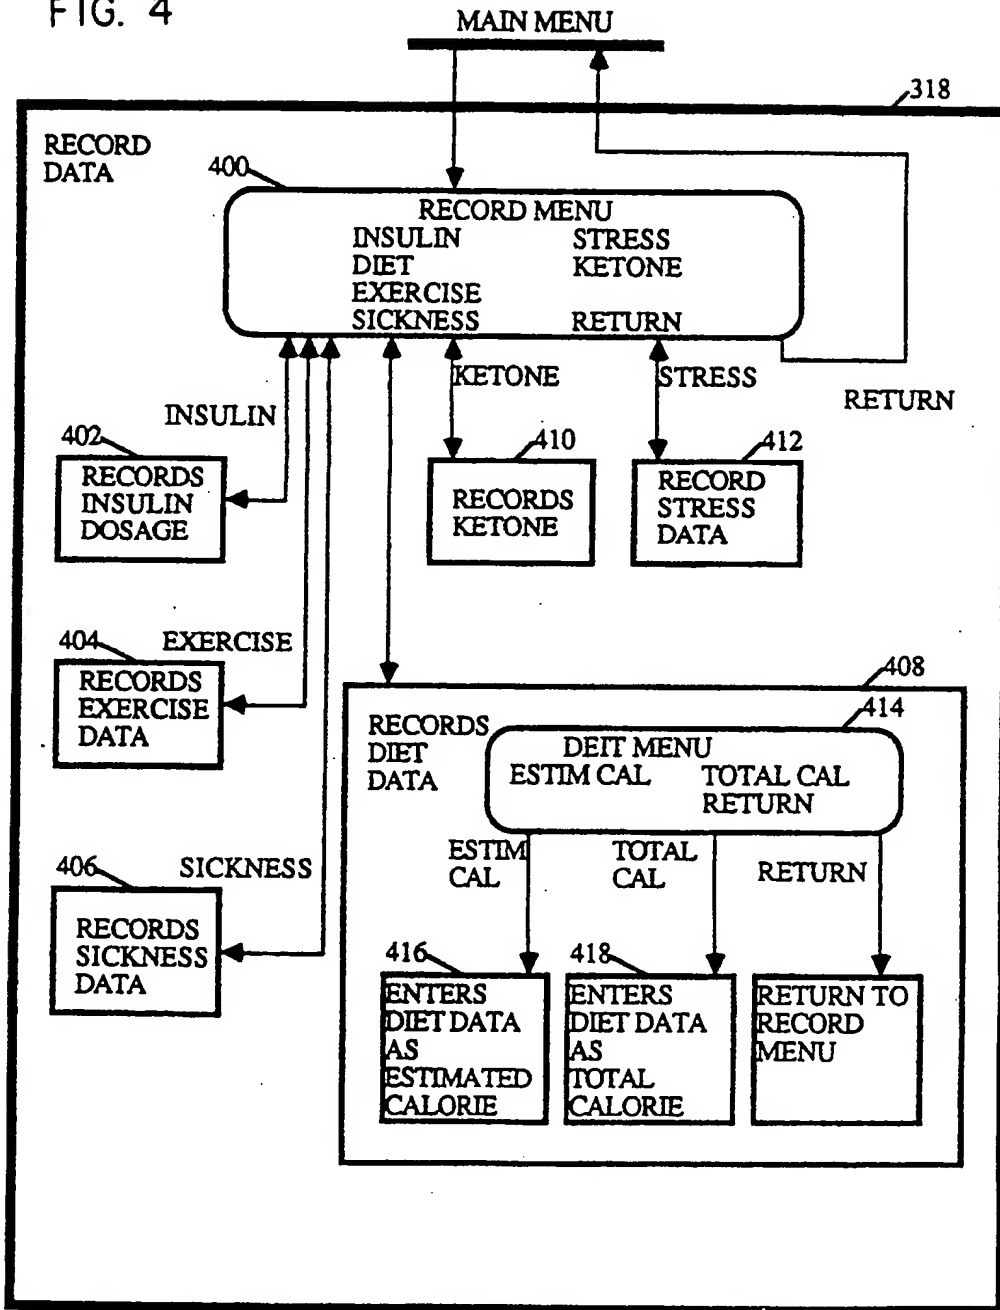 FIG. 4
MAIN MENU
318
RECORD
DATA
400
RECORD MENU
INSULIN STRESS
DIET KETONE
EXERCISE
SICKNESS RETURN
KETONE
STRESS
RETURN
INSULIN
402
RECORDS
INSULIN
DOSAGE
410
RECORDS
KETONE
412
RECORD
STRESS
DATA
404
EXERCISE
RECORDS
EXERCISE
DATA
408
RECORDS
DIET
DATA
414
DEIT MENU
ESTIM CAL TOTAL CAL
RETURN
406
SICKNESS
RECORDS
SICKNESS
DATA
ESTIM
CAL
TOTAL
CAL
RETURN
416
ENTERS
DIET DATA
AS
ESTIMATED
CALORIE
418
ENTERS
DIET DATA
AS
TOTAL
CALORIE
RETURN TO
RECORD
MENU